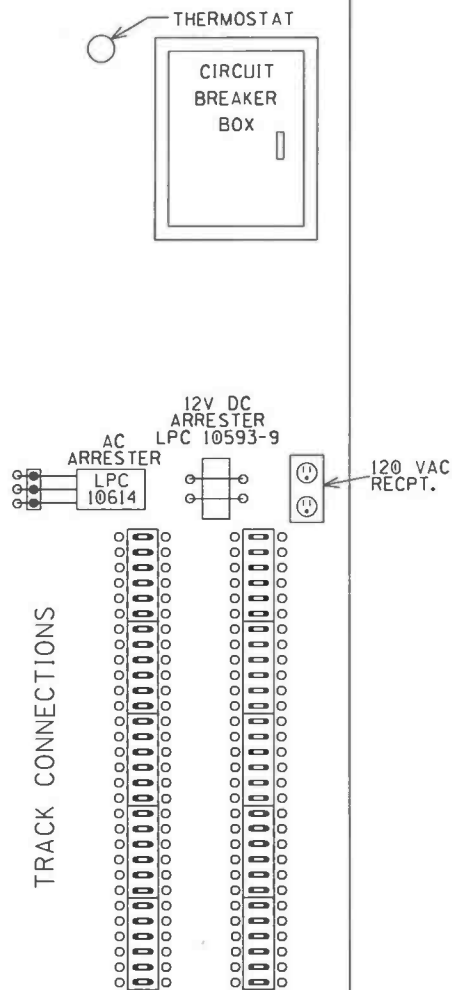 THERMOSTAT
CIRCUIT
BREAKER
BOX
12V DC
ARRESTER
LPC 10593-9
AC
ARRESTER
LPC
10614
120 VAC
RECPT.
TRACK CONNECTIONS